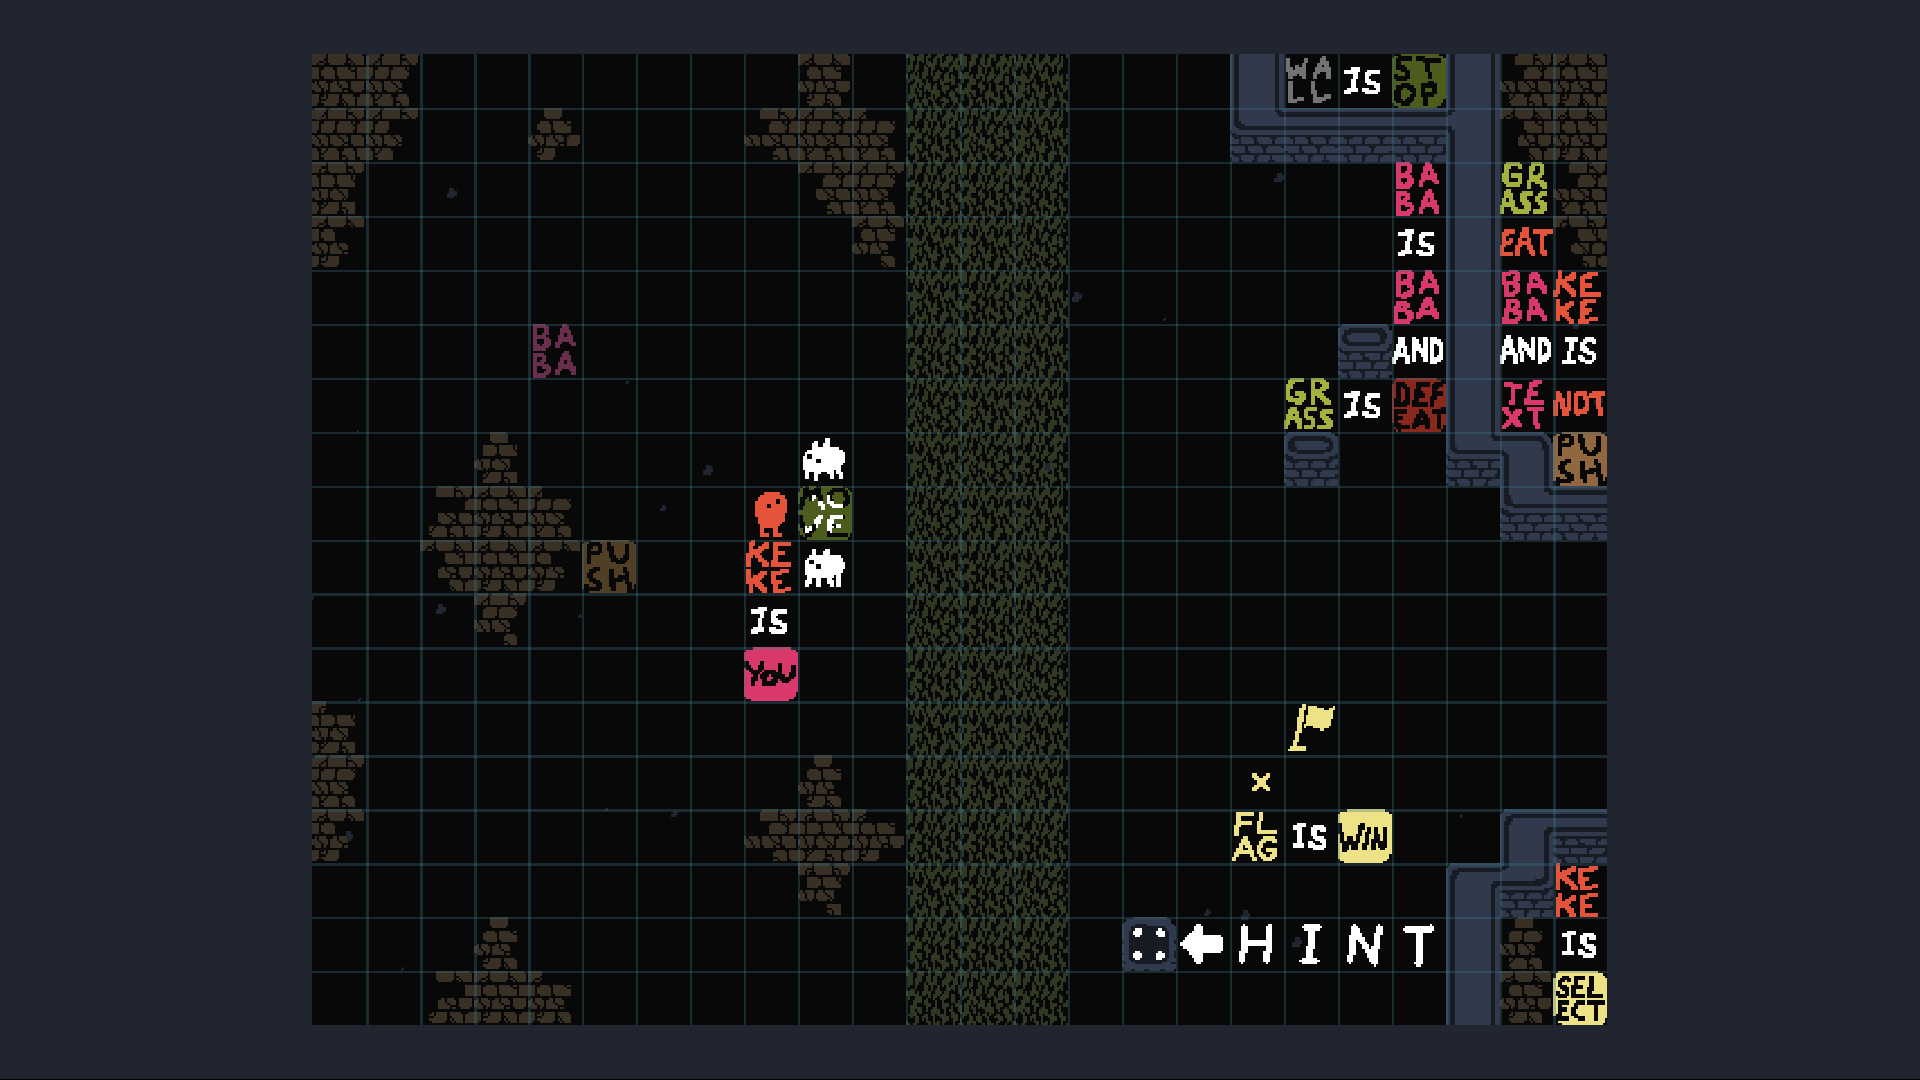 WALL IS STOP
BABA IS BABA AND DEFEAT
GRASS EAT BABA AND TEXT
KEKE IS NOT PUSH
BABA
GRASS IS DEFEAT
PUSH
KEKE IS YOU
x
FLAG IS WIN
← HINT
KEKE IS SELECT